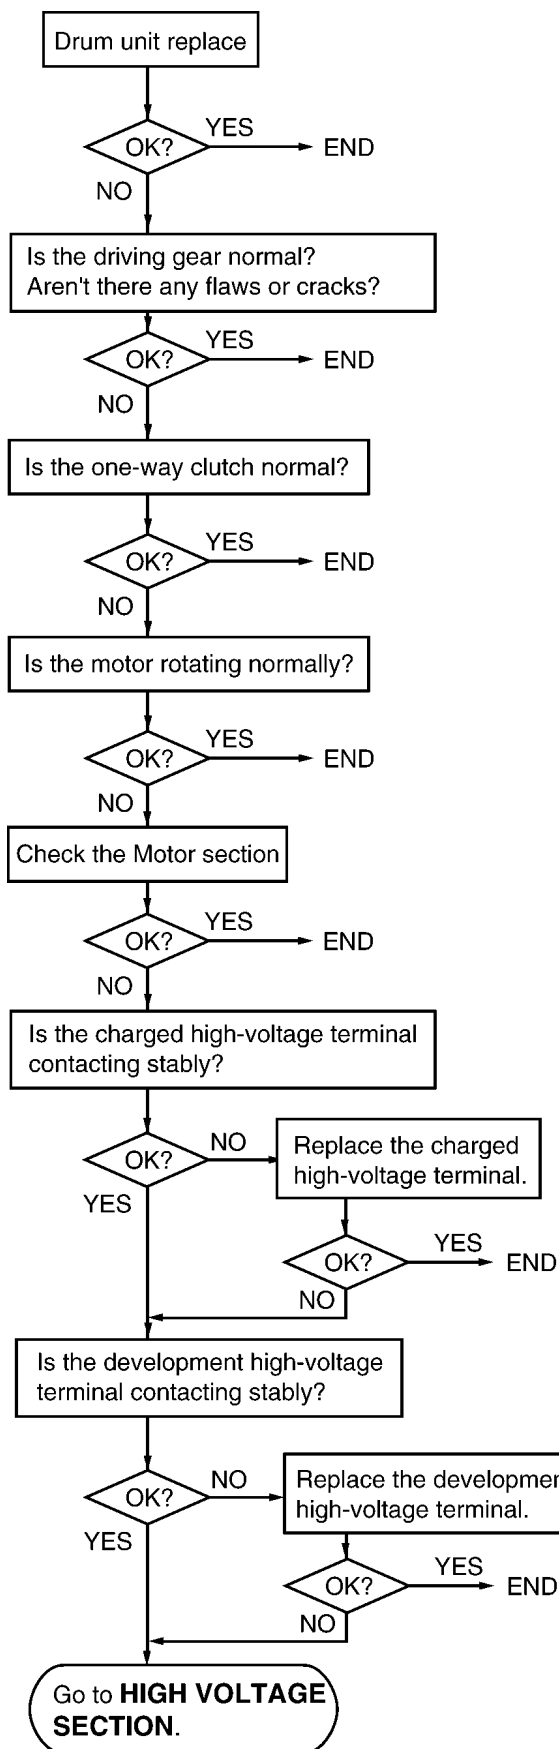 Drum unit replace
OK?
YES
END
NO
Is the driving gear normal?
Aren't there any flaws or cracks?
OK?
YES
END
NO
Is the one-way clutch normal?
OK?
YES
END
NO
Is the motor rotating normally?
OK?
YES
END
NO
Check the Motor section
OK?
YES
END
NO
Is the charged high-voltage terminal
contacting stably?
OK?
NO
Replace the charged
high-voltage terminal.
YES
OK?
YES
END
NO
Is the development high-voltage
terminal contacting stably?
OK?
NO
Replace the developmen
high-voltage terminal.
YES
OK?
YES
END
NO
Go to HIGH VOLTAGE
SECTION.